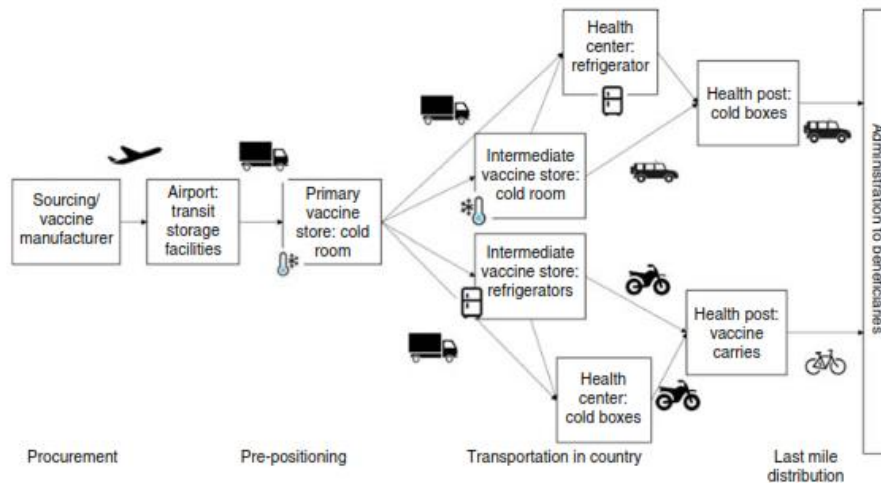 Sourcing/
vaccine
manufacturer
Airport:
transit
storage
facilities
Primary
vaccine
store: cold
room
Health
center:
refrigerator
Intermediate
vaccine store:
cold room
Intermediate
vaccine store:
refrigerators
Health
center:
cold boxes
Health post:
cold boxes
Health post:
vaccine
carries
Administration to beneficiaries
Procurement
Pre-positioning
Transportation in country
Last mile
distribution